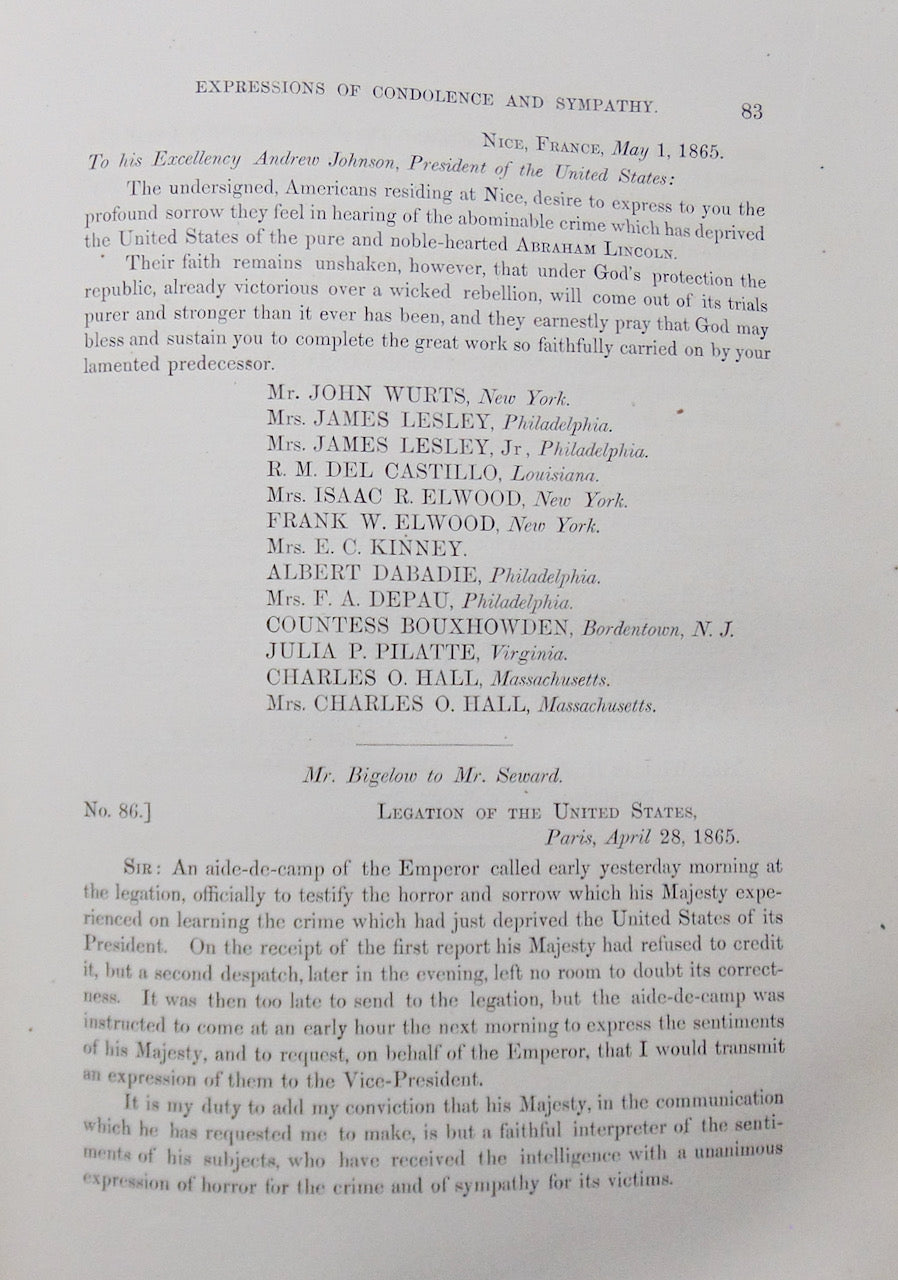 EXPRESSIONS OF CONDOLENCE AND SYMPATHY. 83
NICE, FRANCE, May 1, 1865.
To his Excellency Andrew Johnson, President of the United States:
The undersigned, Americans residing at Nice, desire to express to you the
profound sorrow they feel in hearing of the abominable crime which has deprived
the United States of the pure and noble-hearted ABRAHAM LINCOLN.
Their faith remains unshaken, however, that under God's protection the
republic, already victorious over a wicked rebellion, will come out of its trials
purer and stronger than it ever has been, and they earnestly pray that God may
bless and sustain you to complete the great work so faithfully carried on by your
lamented predecessor.
Mr. JOHN WURTS, New York.
Mrs. JAMES LESLEY, Philadelphia.
Mrs. JAMES LESLEY, Jr, Philadelphia.
R. M. DEL CASTILLO, Louisiana.
Mrs. ISAAC R. ELWOOD, New York.
FRANK W. ELWOOD, New York.
Mrs. E. C. KINNEY.
ALBERT DABADIE, Philadelphia.
Mrs. F. A. DEPAU, Philadelphia.
COUNTESS BOUXHOWDEN, Bordentown, N. J.
JULIA P. PILATTE, Virginia.
CHARLES O. HALL, Massachusetts.
Mrs. CHARLES O. HALL, Massachusetts.
Mr. Bigelow to Mr. Seward.
No. 86.] LEGATION OF THE UNITED STATES,
Paris, April 28, 1865.
SIR: An aide-de-camp of the Emperor called early yesterday morning at
the legation, officially to testify the horror and sorrow which his Majesty expe-
rienced on learning the crime which had just deprived the United States of its
President. On the receipt of the first report his Majesty had refused to credit
it, but a second despatch, later in the evening, left no room to doubt its correct-
ness. It was then too late to send to the legation, but the aide-de-camp was
instructed to come at an early hour the next morning to express the sentiments
of his Majesty, and to request, on behalf of the Emperor, that I would transmit
an expression of them to the Vice-President.
It is my duty to add my conviction that his Majesty, in the communication
which he has requested me to make, is but a faithful interpreter of the senti-
ments of his subjects, who have received the intelligence with a unanimous
expression of horror for the crime and of sympathy for its victims.